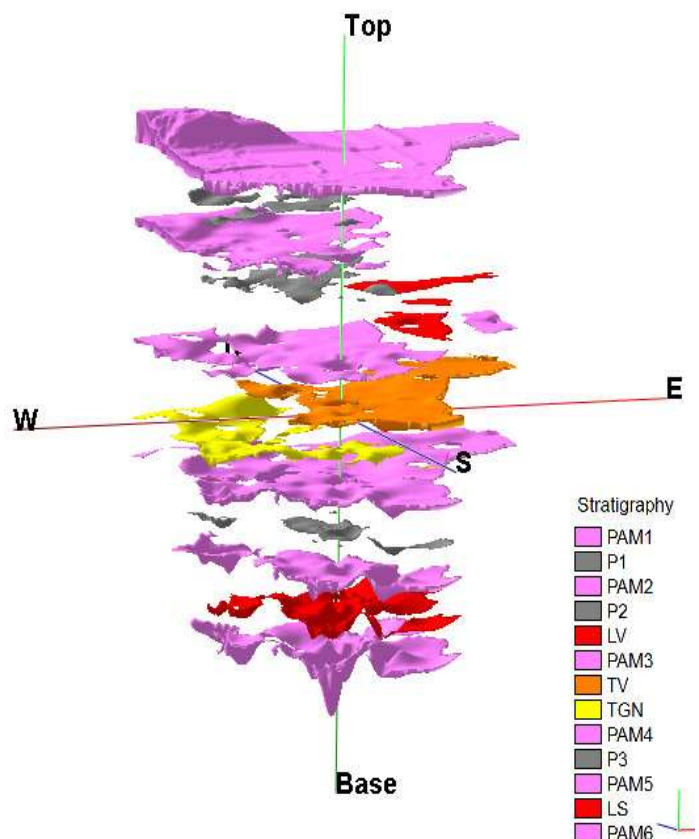 Top
W
E
S
Base
Stratigraphy
PAM1
P1
PAM2
P2
LV
PAM3
TV
TGN
PAM4
P3
PAM5
LS
PAM6